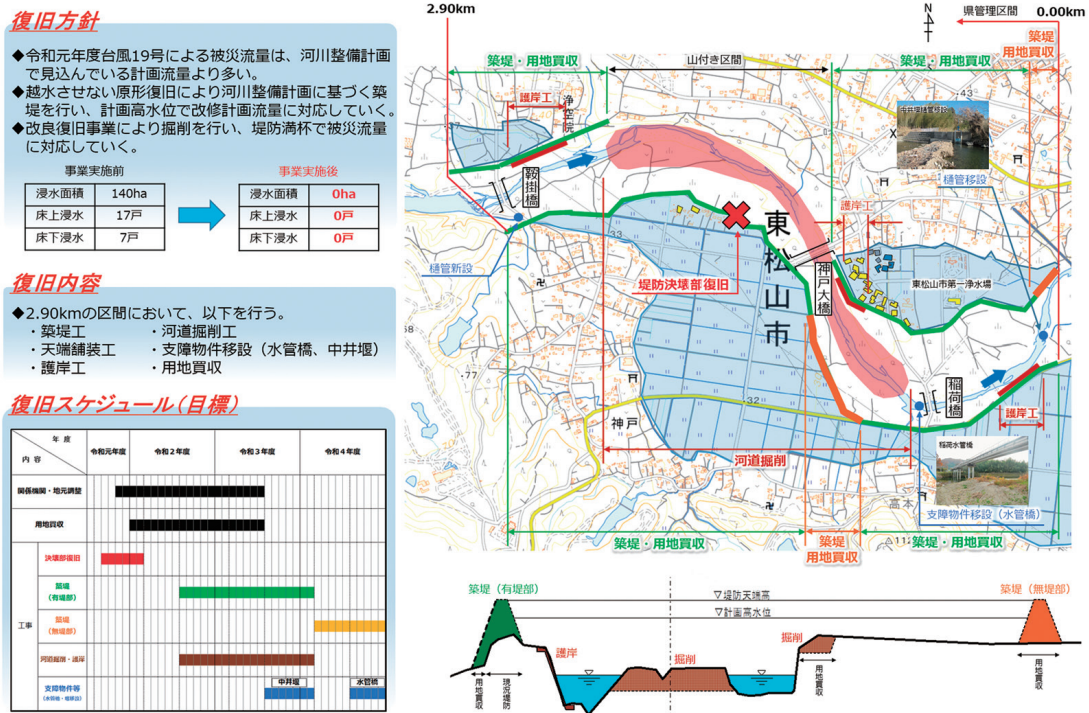 復旧方針
◆令和元年度台風19号による被災流量は、河川整備計画
で見込んでいる計画流量より多い。
◆越水させない原形復旧により河川整備計画に基づく築
堤を行い、計画高水位で改修計画流量に対応していく。
◆改良復旧事業により掘削を行い、堤防満杯で被災流量
に対応していく。
事業実施前
浸水面積 140ha
床上浸水 17戸
床下浸水 7戸
事業実施後
浸水面積 0ha
床上浸水 0戸
床下浸水 0戸
復旧内容
◆2.90kmの区間において、以下を行う。
・築堤工 ・河道掘削工
・天端舗装工 ・支障物件移設（水管橋、中井堰）
・護岸工 ・用地買収
復旧スケジュール（目標）
年度
内容
令和元年度 令和2年度 令和3年度 令和4年度
関係機関・地元調整
用地買収
工事
決壊部復旧
築堤
（有堤部）
築堤
（無堤部）
河道掘削・護岸
支障物件等
中井堰
水管橋
2.90km
県管理区間
0.00km
N
築堤・用地買収
山付き区間
築堤・用地買収
築堤
用地買収
護岸工
浄空院
鞍掛橋
樋管新設
堤防決壊部復旧
東松山市
神戸大橋
護岸工
中井堰樋管移設
樋管移設
東松山市第一浄水場
稲荷橋
護岸工
稲荷水管橋
支障物件移設（水管橋）
神戸
高本
河道掘削
・43
・37
・33
・32
・77
築堤・用地買収
築堤
用地買収
築堤・用地買収
築堤（有堤部）
▽堤防天端高
▽計画高水位
築堤（無堤部）
護岸
掘削
掘削
用地買収
現況堤防
用地買収
用地買収